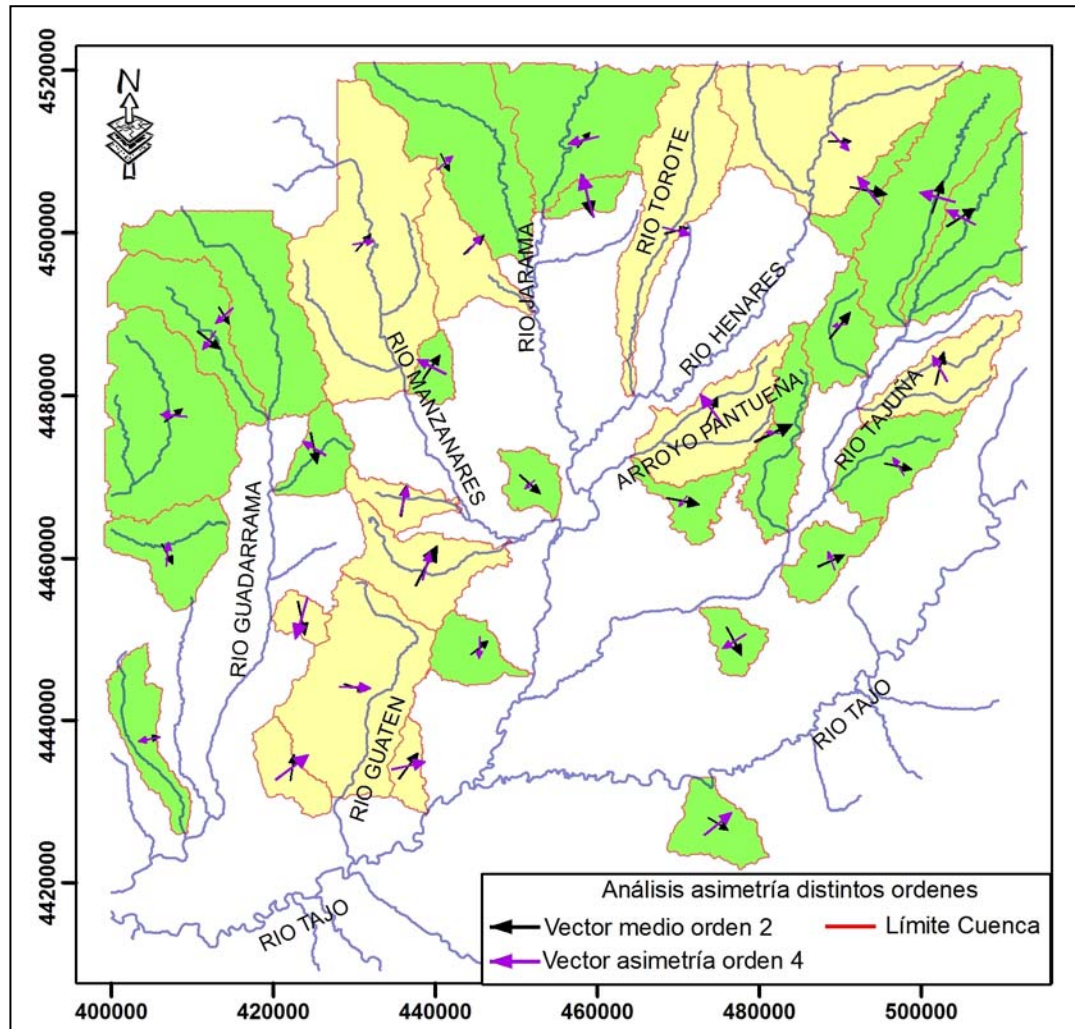 N
4520000
4500000
4480000
4460000
4440000
4420000
RIO TOROTE
RIO JARAMA
RIO HENARES
RIO MANZANARES
ARROYO PANTUEÑA
RIO TAJUÑA
RIO GUADARRAMA
RIO GUATEN
RIO TAJO
RIO TAJO
Análisis asimetría distintos ordenes
Vector medio orden 2
Límite Cuenca
Vector asimetría orden 4
400000 420000 440000 460000 480000 500000